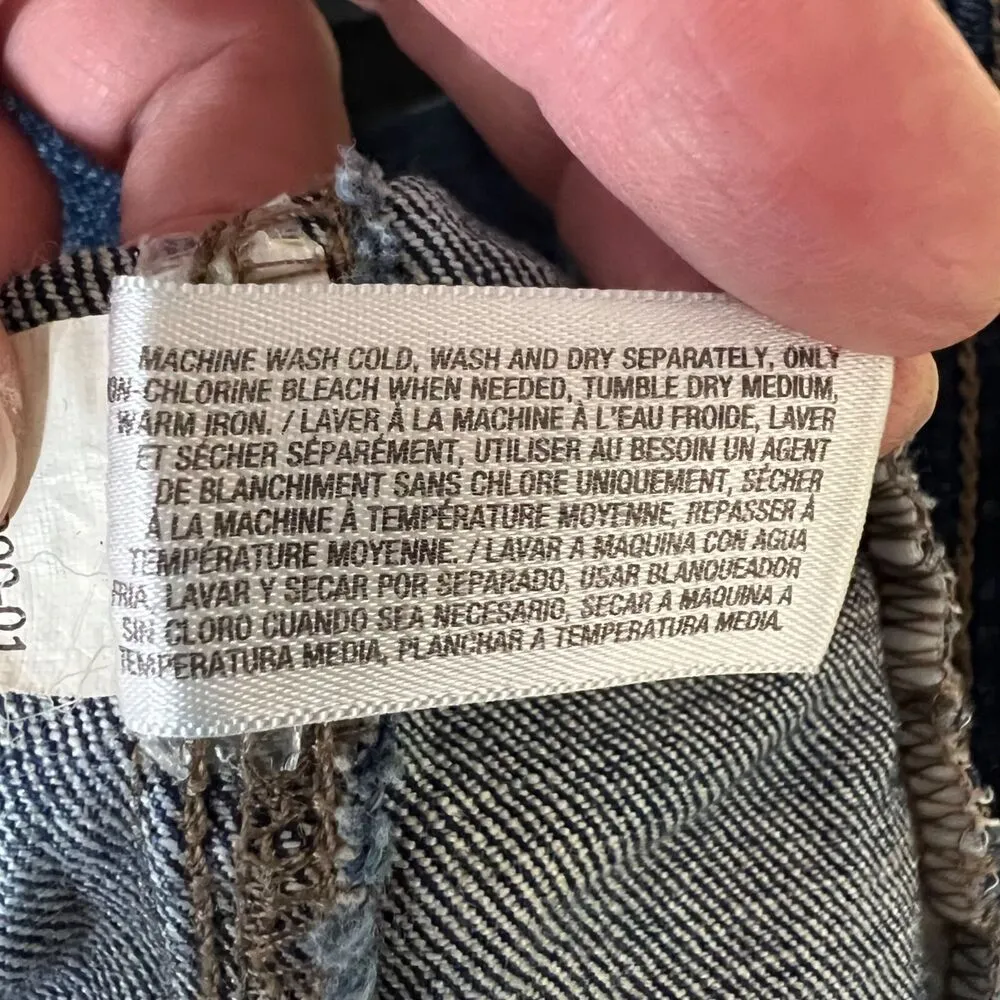 MACHINE WASH COLD, WASH AND DRY SEPARATELY, ONLY
ON-CHLORINE BLEACH WHEN NEEDED, TUMBLE DRY MEDIUM,
WARM IRON. / LAVER À LA MACHINE À L'EAU FROIDE, LAVER
ET SÉCHER SÉPARÉMENT, UTILISER AU BESOIN UN AGENT
DE BLANCHIMENT SANS CHLORE UNIQUEMENT, SÉCHER
À LA MACHINE À TEMPÉRATURE MOYENNE, REPASSER À
TEMPÉRATURE MOYENNE. / LAVAR A MAQUINA CON AGUA
FRIA, LAVAR Y SECAR POR SEPARADO, USAR BLANQUEADOR
SIN CLORO CUANDO SEA NECESARIO, SECAR A MAQUINA A
TEMPERATURA MEDIA, PLANCHAR A TEMPERATURA MEDIA.